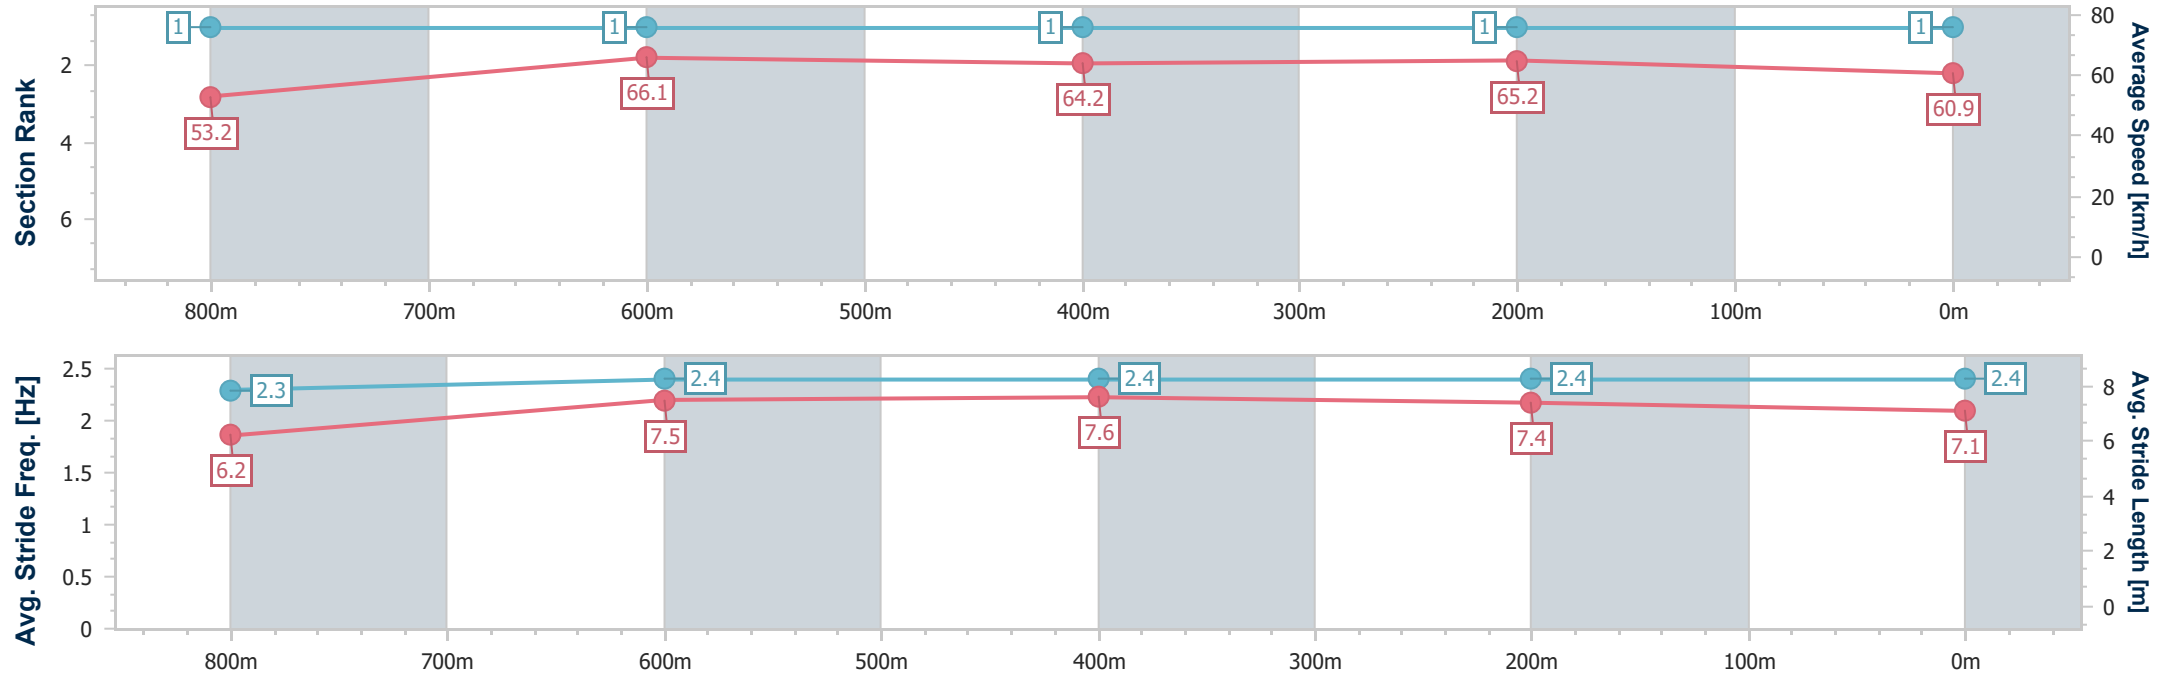 Section Rank
2
4
6
1
1
1
1
1
53.2
66.1
64.2
65.2
60.9
80
60
40
20
0
Average Speed [km/h]
800m
700m
600m
500m
400m
300m
200m
100m
0m
Avg. Stride Freq. [Hz]
2.5
2
1.5
1
0.5
0
2.3
2.4
2.4
2.4
2.4
6.2
7.5
7.6
7.4
7.1
8
6
4
2
0
Avg. Stride Length [m]
800m
700m
600m
500m
400m
300m
200m
100m
0m